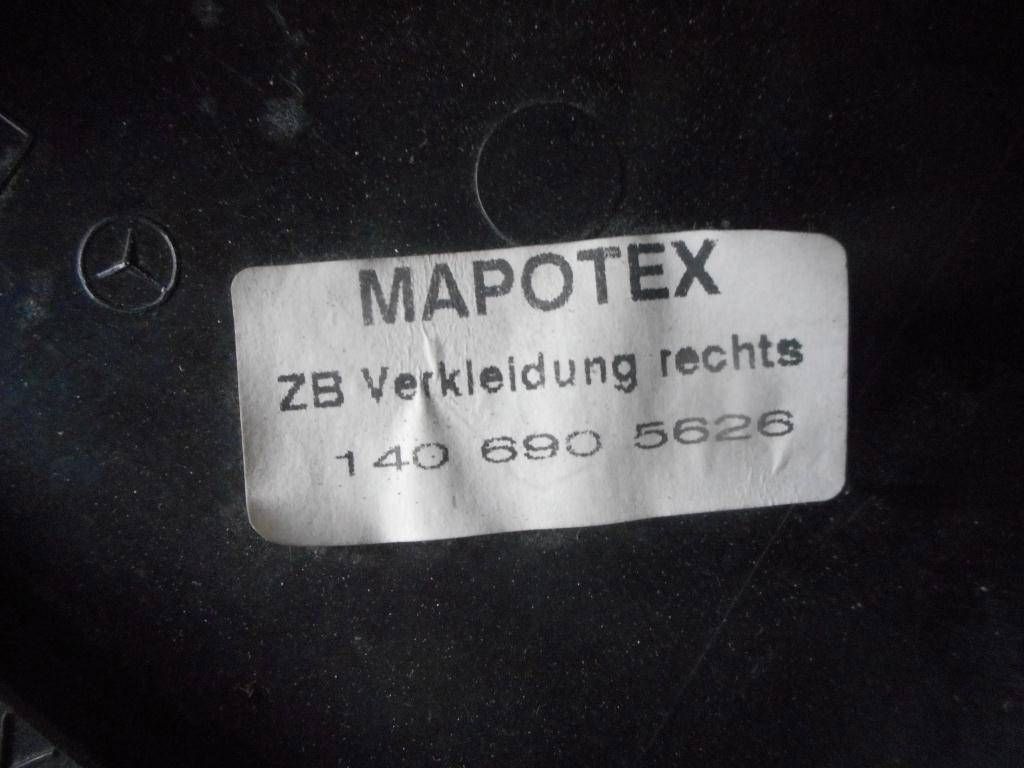 MAPOTEX
ZB Verkleidung rechts
140 690 5626